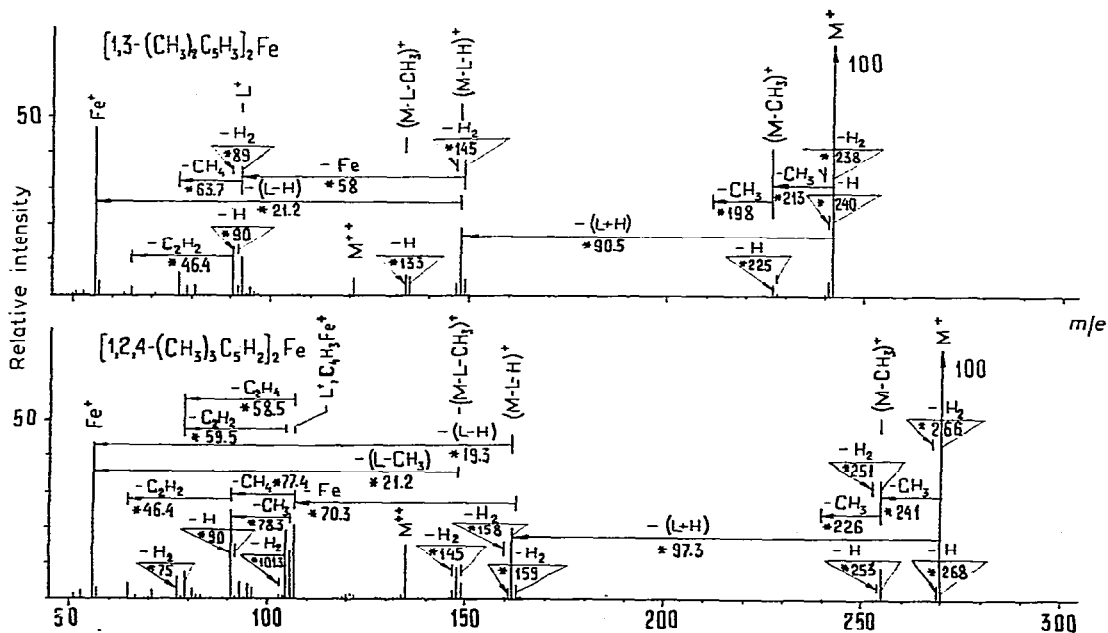 [1,3-(CH₃)₂C₅H₃]₂Fe
M⁺
100
50
Fe⁺
-L⁺
(M-L-CH₃)⁺
(M-L-H)⁺
(M-CH₃)⁺
-H₂
*89
-H₂
*145
-H₂
*238
-CH₄
*63.7
-Fe
*58
-CH₃
*213
-CH₃
*198
-H
*240
-(L-H)
*21.2
-H
*90
-(L+H)
*90.5
-C₂H₂
*46.4
M⁺⁺
-H
*133
-H
*225
m/e
Relative intensity
[1,2,4-(CH₃)₃C₅H₂]₂Fe
M⁺
100
50
Fe⁺
L⁺, C₄H₃Fe⁺
-(M-L-CH₃)⁺
(M-L-H)⁺
(M-CH₃)⁺
-C₂H₄
*58.5
-C₂H₂
*59.5
-(L-H)
*19.3
-(L-CH₃)
*21.2
-H₂
*266
-H₂
*251
-C₂H₂
*46.4
-CH₄ *77.4
-Fe
*70.3
-CH₃
*241
-CH₃
*78.3
-CH₃
*226
-H
*90
-H₂
*101.3
M⁺⁺
-H₂
*158
-(L+H)
*97.3
-H₂
*75
-H₂
*145
-H₂
*159
-H
*253
-H
*268
50 100 150 200 250 300